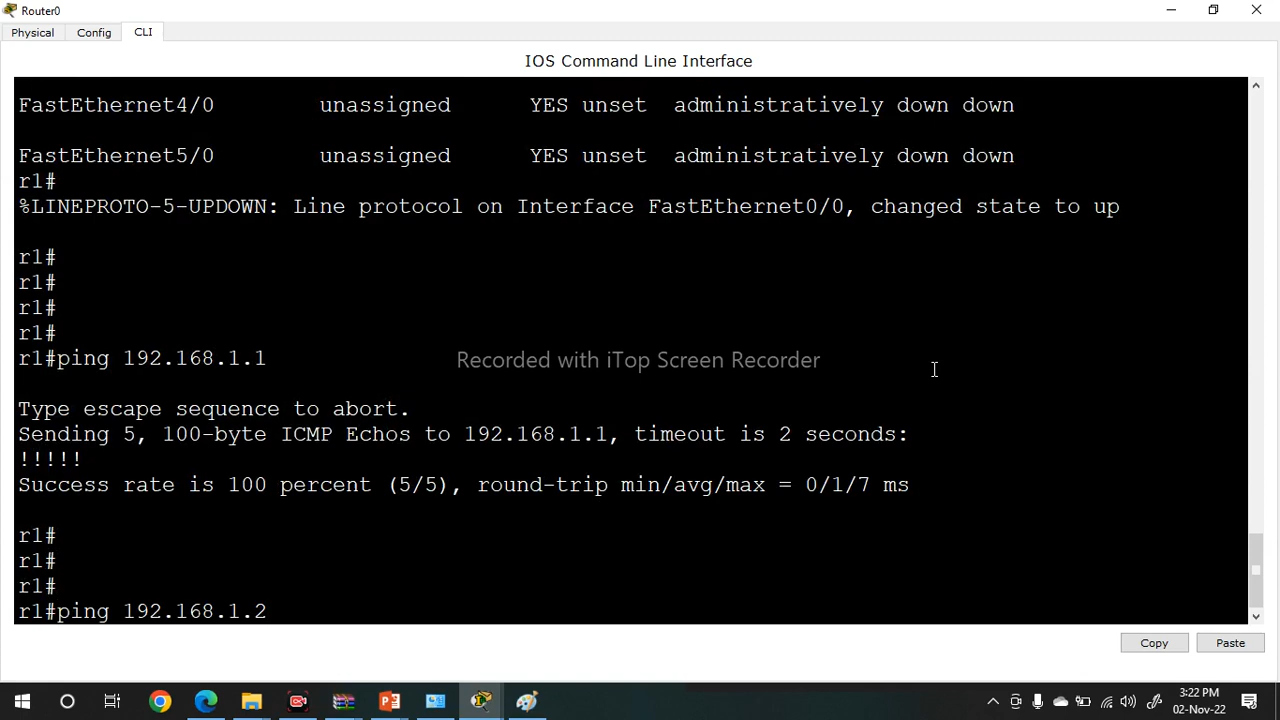 Router0
Physical Config CLI
IOS Command Line Interface
FastEthernet4/0 unassigned YES unset administratively down down
FastEthernet5/0 unassigned YES unset administratively down down
r1#
%LINEPROTO-5-UPDOWN: Line protocol on Interface FastEthernet0/0, changed state to up
r1#
r1#
r1#
r1#
r1#ping 192.168.1.1
Recorded with iTop Screen Recorder
Type escape sequence to abort.
Sending 5, 100-byte ICMP Echos to 192.168.1.1, timeout is 2 seconds:
!!!!!
Success rate is 100 percent (5/5), round-trip min/avg/max = 0/1/7 ms
r1#
r1#
r1#
r1#ping 192.168.1.2
Copy Paste
3:22 PM
02-Nov-22